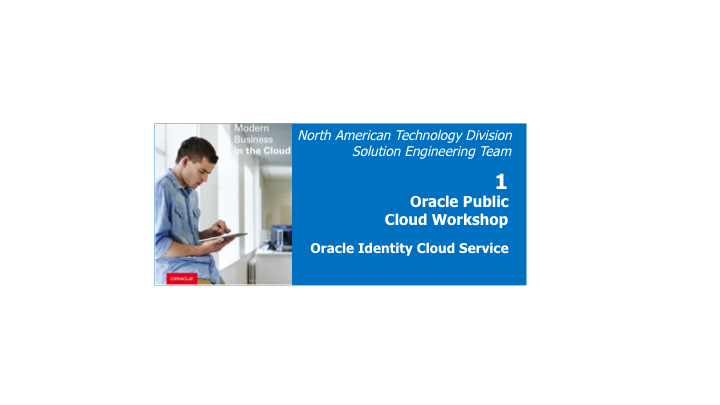 Modern
Business
in the Cloud
North American Technology Division
Solution Engineering Team
1
Oracle Public
Cloud Workshop
Oracle Identity Cloud Service
ORACLE